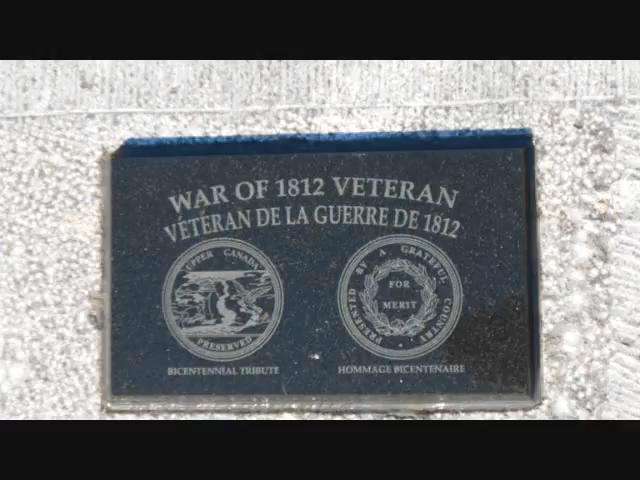 WAR OF 1812 VETERAN
VÉTÉRAN DE LA GUERRE DE 1812
UPPER CANADA
PRESERVED
PRESENTED BY A GRATEFUL COUNTRY
FOR
MERIT
BICENTENNIAL TRIBUTE
HOMMAGE BICENTENAIRE